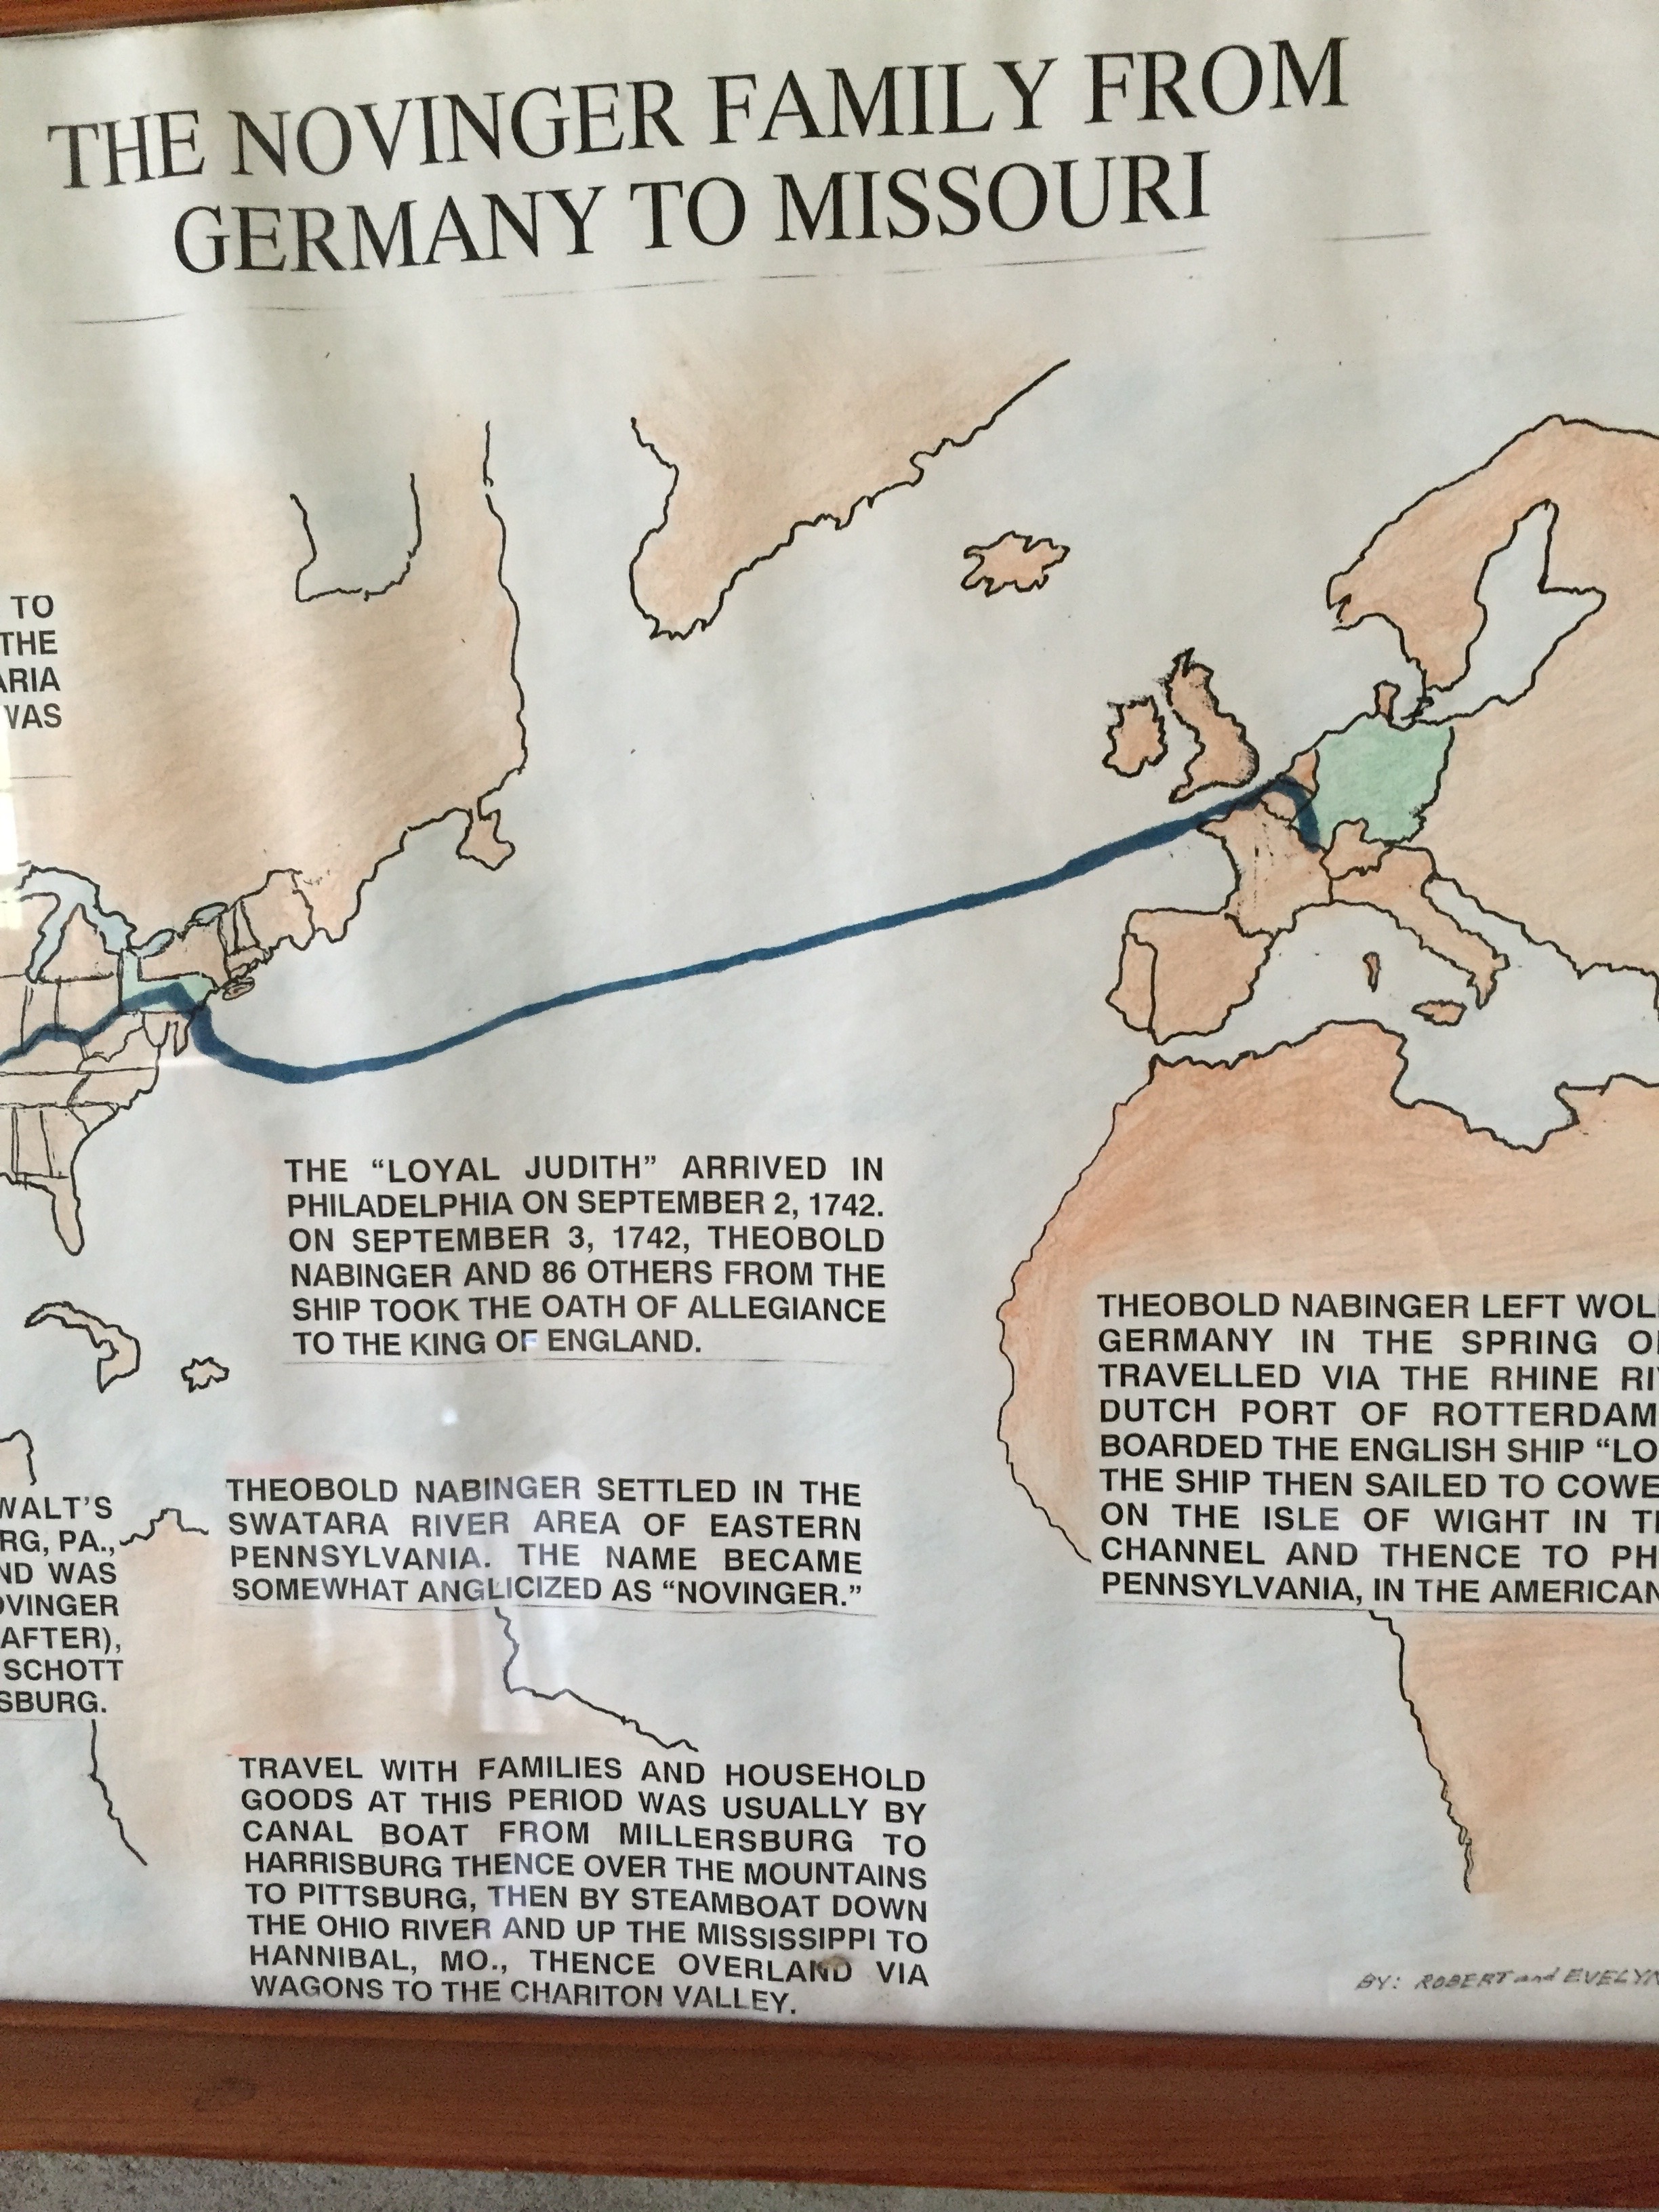 THE NOVINGER FAMILY FROM
GERMANY TO MISSOURI
TO
THE
ARIA
WAS
THE “LOYAL JUDITH” ARRIVED IN
PHILADELPHIA ON SEPTEMBER 2, 1742.
ON SEPTEMBER 3, 1742, THEOBOLD
NABINGER AND 86 OTHERS FROM THE
SHIP TOOK THE OATH OF ALLEGIANCE
TO THE KING OF ENGLAND.
THEOBOLD NABINGER LEFT WOL
GERMANY IN THE SPRING O
TRAVELLED VIA THE RHINE RI
DUTCH PORT OF ROTTERDAM
BOARDED THE ENGLISH SHIP “LO
THE SHIP THEN SAILED TO COWE
ON THE ISLE OF WIGHT IN T
CHANNEL AND THENCE TO PH
PENNSYLVANIA, IN THE AMERICAN
WALT’S
RG, PA.,
ND WAS
OVINGER
AFTER),
SCHOTT
SBURG.
THEOBOLD NABINGER SETTLED IN THE
SWATARA RIVER AREA OF EASTERN
PENNSYLVANIA. THE NAME BECAME
SOMEWHAT ANGLICIZED AS “NOVINGER.”
TRAVEL WITH FAMILIES AND HOUSEHOLD
GOODS AT THIS PERIOD WAS USUALLY BY
CANAL BOAT FROM MILLERSBURG TO
HARRISBURG THENCE OVER THE MOUNTAINS
TO PITTSBURG, THEN BY STEAMBOAT DOWN
THE OHIO RIVER AND UP THE MISSISSIPPI TO
HANNIBAL, MO., THENCE OVERLAND VIA
WAGONS TO THE CHARITON VALLEY.
BY: ROBERT and EVELYN